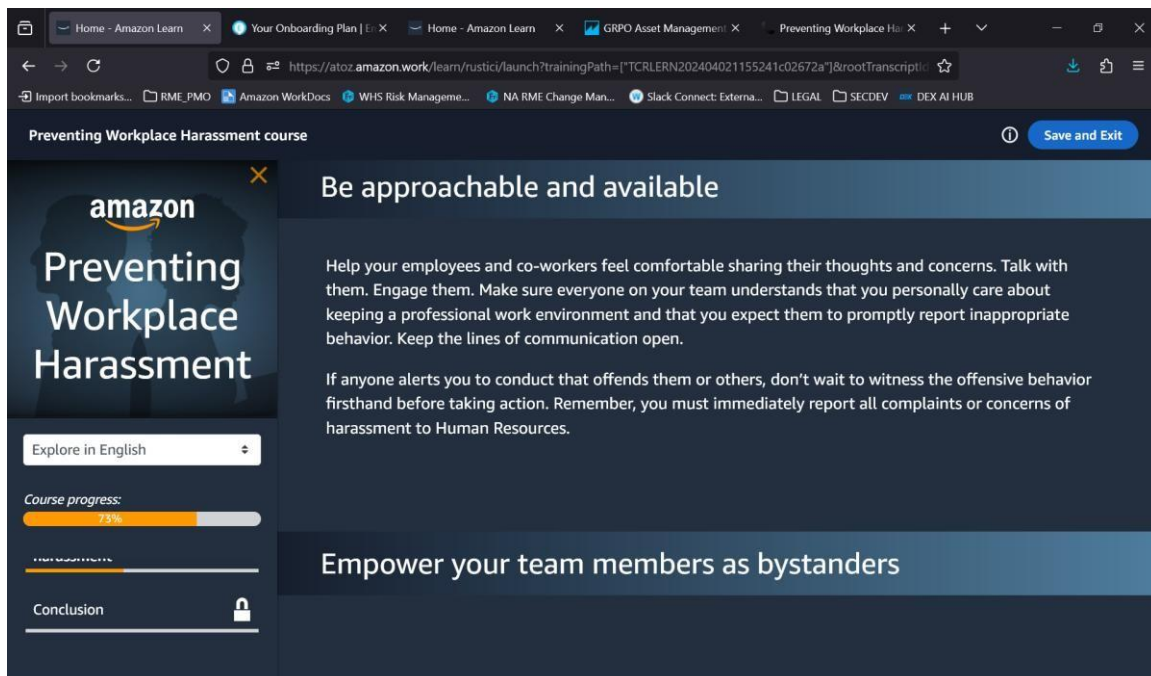 Home - Amazon Learn
Your Onboarding Plan | En
Home - Amazon Learn
GRPO Asset Management
Preventing Workplace Har
https://atoz.amazon.work/learn/rustici/launch?trainingPath=["TCRLERN202404021155241c02672a"]&rootTranscriptId
Import bookmarks... RME_PMO Amazon WorkDocs WHS Risk Manageme... NA RME Change Man... Slack Connect: Externa... LEGAL SECDEV DEX AI HUB
Preventing Workplace Harassment course
Save and Exit
amazon
Preventing
Workplace
Harassment
Explore in English
Course progress:
73%
Conclusion
Be approachable and available
Help your employees and co-workers feel comfortable sharing their thoughts and concerns. Talk with
them. Engage them. Make sure everyone on your team understands that you personally care about
keeping a professional work environment and that you expect them to promptly report inappropriate
behavior. Keep the lines of communication open.
If anyone alerts you to conduct that offends them or others, don't wait to witness the offensive behavior
firsthand before taking action. Remember, you must immediately report all complaints or concerns of
harassment to Human Resources.
Empower your team members as bystanders